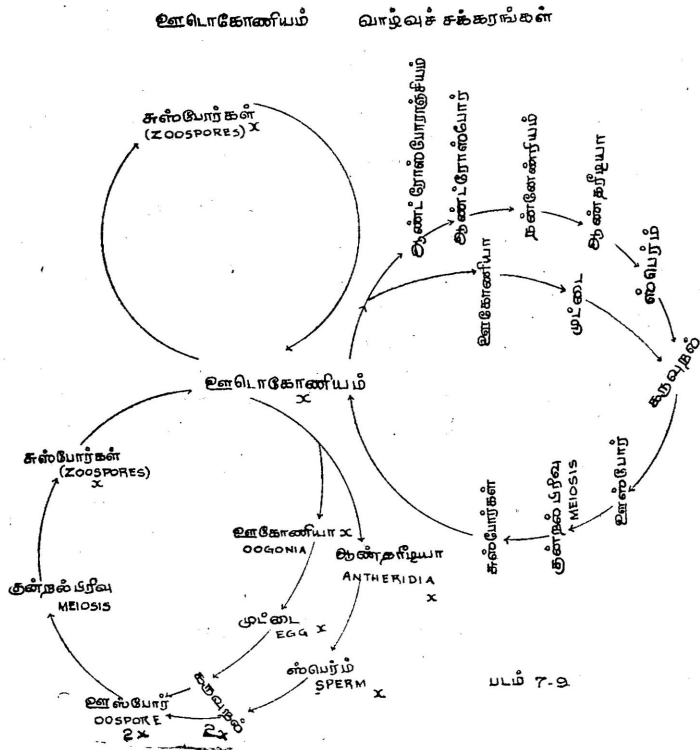 ஊடொகோணியம் வாழ்வுச் சக்கரங்கள்
சுஸ்போர்கள்
(ZOOSPORES) x
ஆண்ட்ரோஸ்போராஞ்சியம்
ஆண்ட்ரோஸ்போர்
நன்னேண்ரியம்
ஆண்தரீடியா
ஸ்பெர்ம்
ஊகோணியா
முட்டை
கருவுறல்
ஊஸ்போர்
குன்றல் பிரிவு
MEIOSIS
சுஸ்போர்கள்
ஊடொகோணியம்
x
சுஸ்போர்கள்
(ZOOSPORES)
x
ஊகோணியா x
OOGONIA
ஆண்தரீடியா
ANTHERIDIA
x
குன்றல் பிரிவு
MEIOSIS
முட்டை
EGG x
ஸ்பெர்ம்
SPERM x
கருவுறல்
2x
ஊஸ்போர்
OOSPORE
2x
படம் 7-9